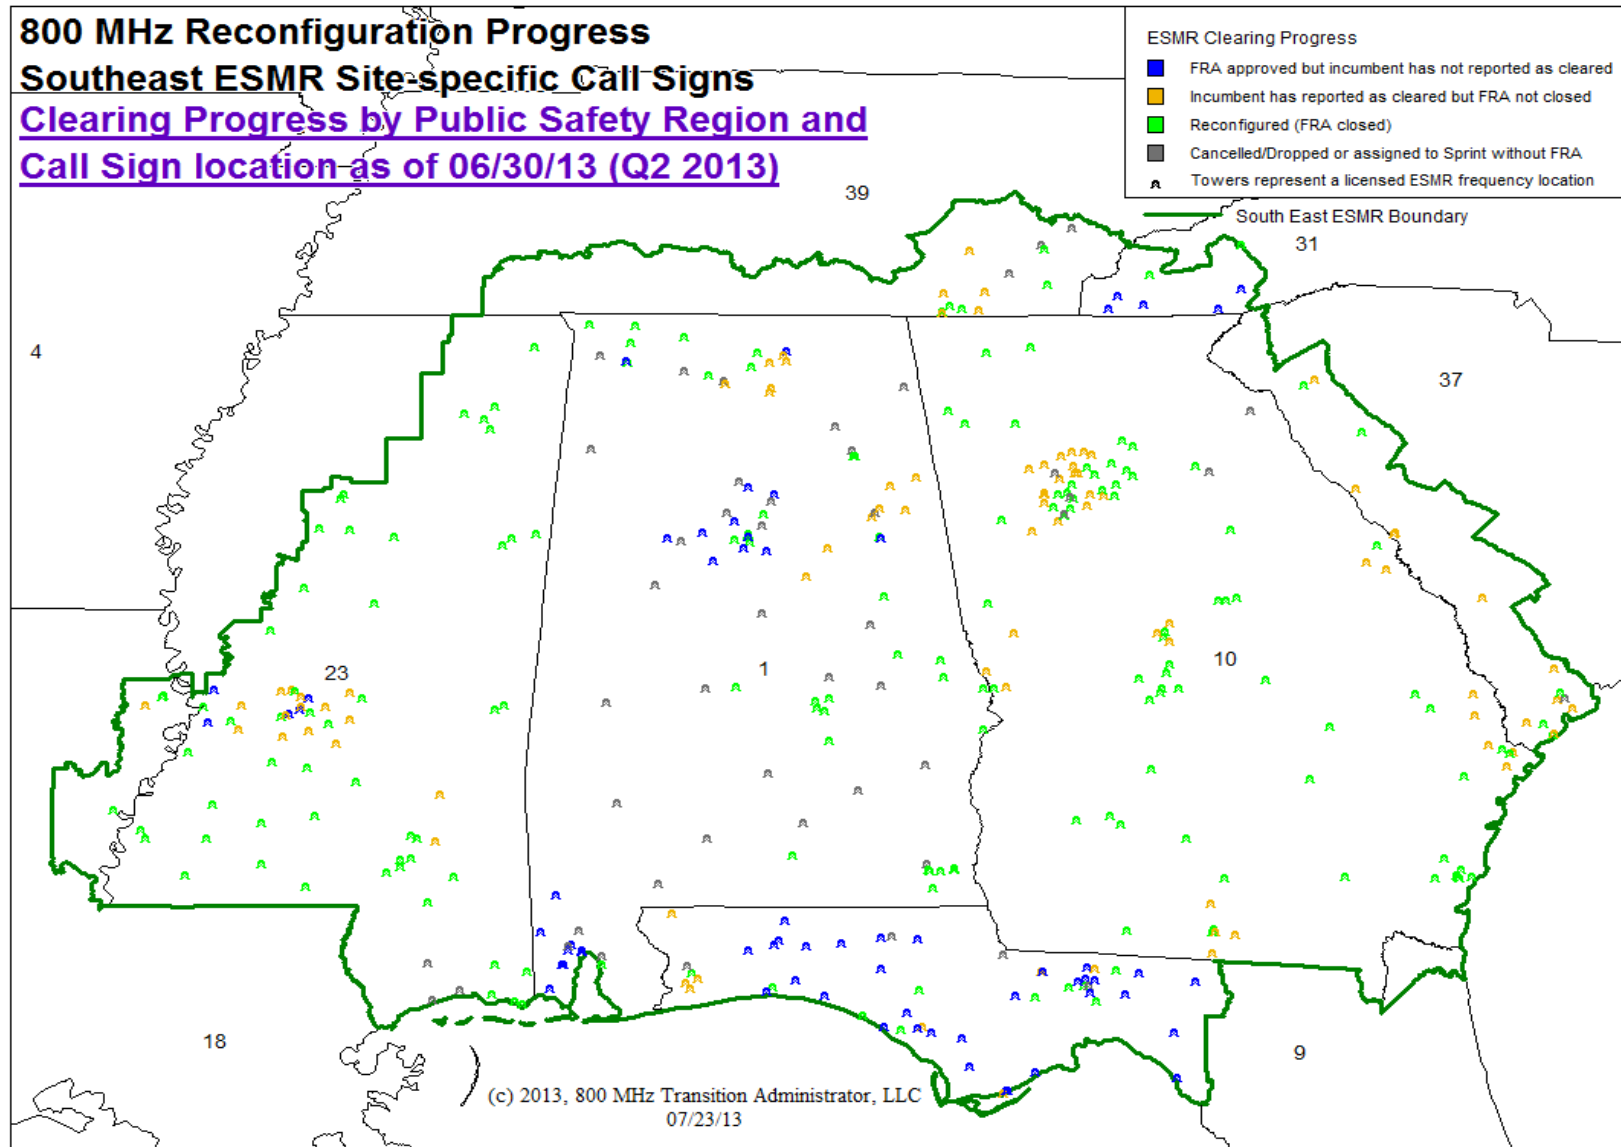 800 MHz Reconfiguration Progress
Southeast ESMR Site-specific Call Signs
Clearing Progress by Public Safety Region and
Call Sign location as of 06/30/13 (Q2 2013)
ESMR Clearing Progress
FRA approved but incumbent has not reported as cleared
Incumbent has reported as cleared but FRA not closed
Reconfigured (FRA closed)
Cancelled/Dropped or assigned to Sprint without FRA
Towers represent a licensed ESMR frequency location
South East ESMR Boundary
39
31
4
37
23
1
10
18
9
(c) 2013, 800 MHz Transition Administrator, LLC
07/23/13